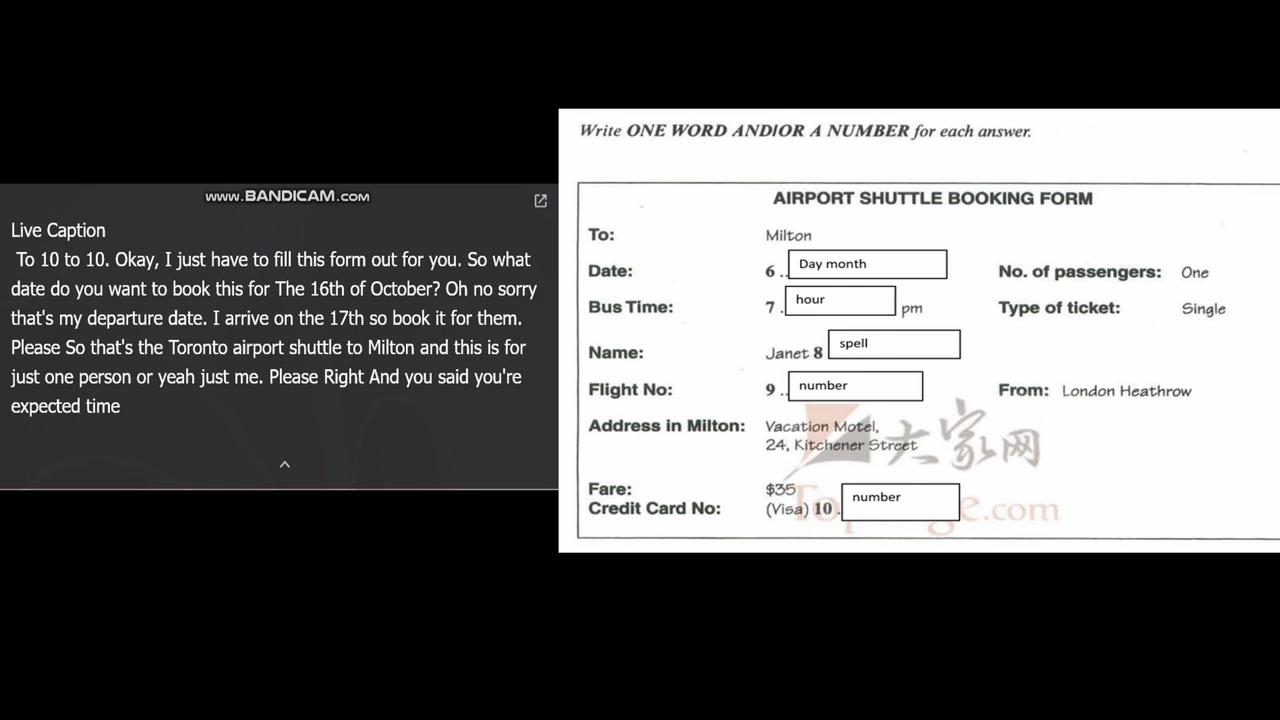 www.BANDICAM.com
Live Caption
To 10 to 10. Okay, I just have to fill this form out for you. So what
date do you want to book this for The 16th of October? Oh no sorry
that's my departure date. I arrive on the 17th so book it for them.
Please So that's the Toronto airport shuttle to Milton and this is for
just one person or yeah just me. Please Right And you said you're
expected time
Write ONE WORD AND/OR A NUMBER for each answer.
AIRPORT SHUTTLE BOOKING FORM
To: Milton
Date: 6 .. Day month No. of passengers: One
Bus Time: 7 . hour pm Type of ticket: Single
Name: Janet 8 spell
Flight No: 9 .. number From: London Heathrow
Address in Milton: Vacation Motel,
24, Kitchener Street
大家网
Fare: $35
Credit Card No: (Visa) 10 . number
.com